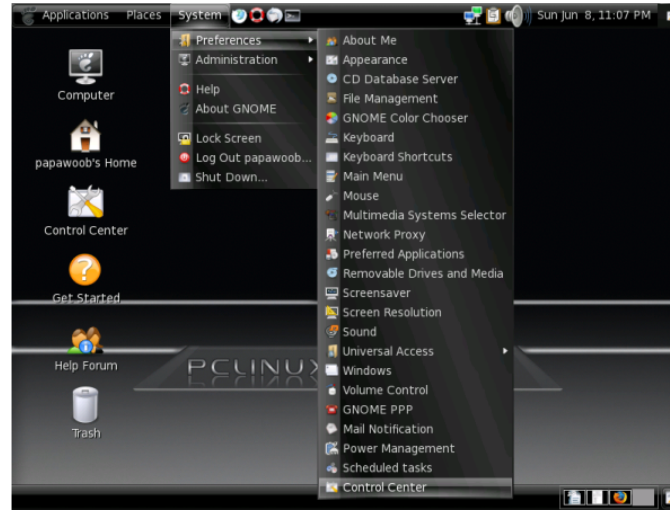 Applications Places System Sun Jun 8, 11:07 PM
Preferences
Administration
Help
About GNOME
Lock Screen
Log Out papawoob...
Shut Down...
About Me
Appearance
CD Database Server
File Management
GNOME Color Chooser
Keyboard
Keyboard Shortcuts
Main Menu
Mouse
Multimedia Systems Selector
Network Proxy
Preferred Applications
Removable Drives and Media
Screensaver
Screen Resolution
Sound
Universal Access
Windows
Volume Control
GNOME PPP
Mail Notification
Power Management
Scheduled tasks
Control Center
Computer
papawoob's Home
Control Center
Get Started
Help Forum
Trash
PCLINUX